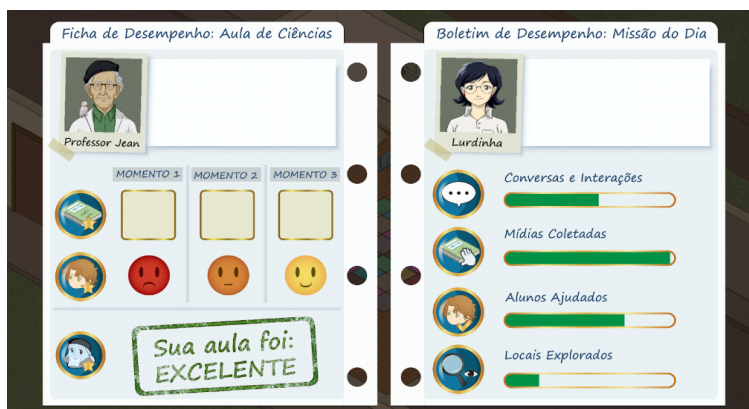 Ficha de Desempenho: Aula de Ciências
Professor Jean
MOMENTO 1 MOMENTO 2 MOMENTO 3
Sua aula foi:
EXCELENTE
Boletim de Desempenho: Missão do Dia
Lurdinha
Conversas e Interações
Mídias Coletadas
Alunos Ajudados
Locais Explorados